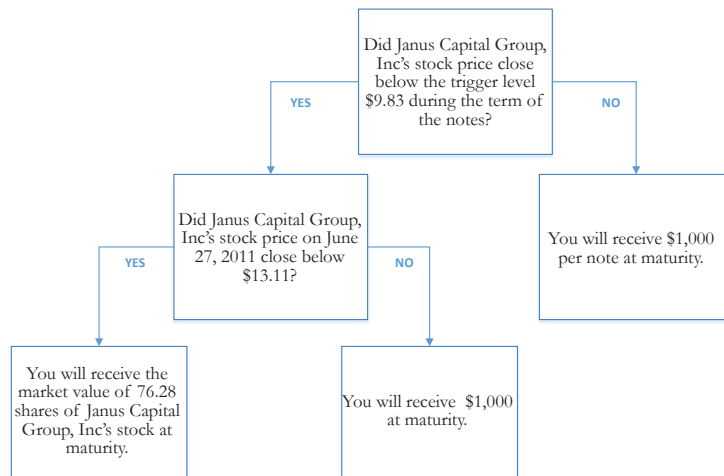 Did Janus Capital Group,
Inc's stock price close
below the trigger level
$9.83 during the term of
the notes?
YES
NO
Did Janus Capital Group,
Inc's stock price on June
27, 2011 close below
$13.11?
You will receive $1,000
per note at maturity.
YES
NO
You will receive the
market value of 76.28
shares of Janus Capital
Group, Inc's stock at
maturity.
You will receive $1,000
at maturity.